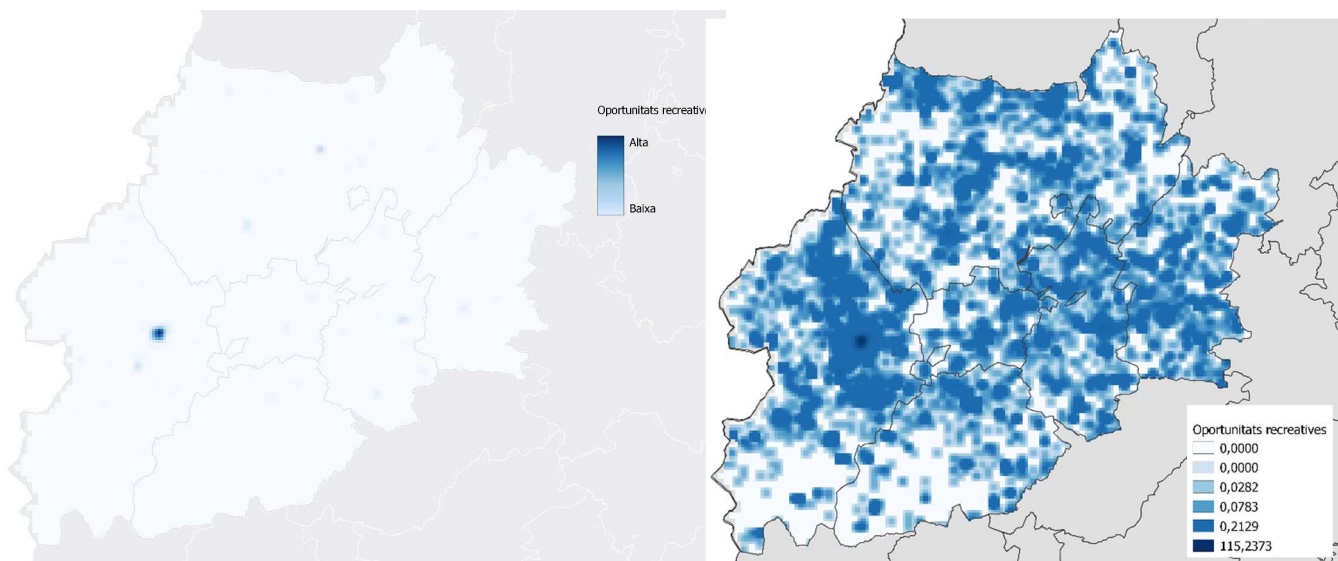 Oportunitats recreative
Alta
Baixa
Oportunitats recreatives
0,0000
0,0000
0,0282
0,0783
0,2129
115,2373